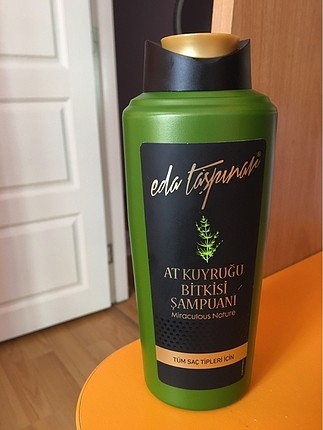 eda taşpınar
AT KUYRUĞU
BİTKİSİ
ŞAMPUANI
Miraculous Nature
TÜM SAÇ TİPLERİ İÇİN